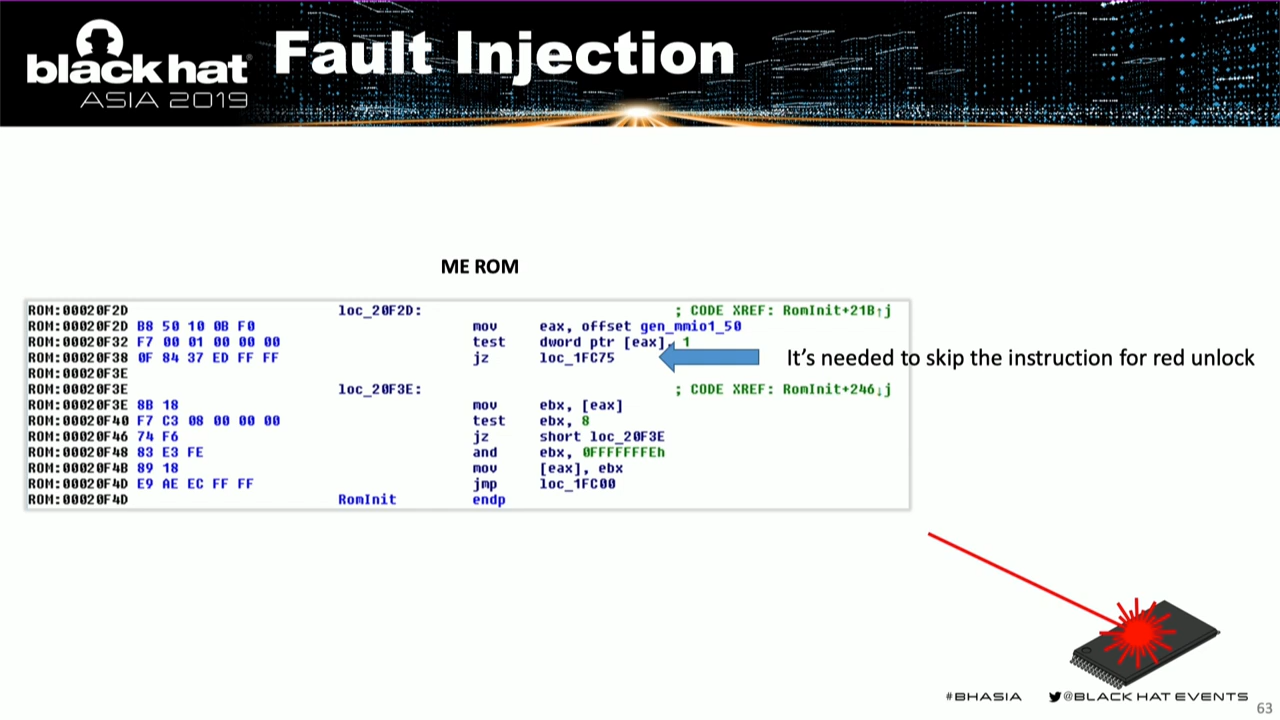 black hat
ASIA 2019
Fault Injection
ME ROM
ROM:00020F2D loc_20F2D: ; CODE XREF: RomInit+21B↑j
ROM:00020F2D B8 50 10 0B F0 mov eax, offset gen_mmio1_50
ROM:00020F32 F7 00 01 00 00 00 test dword ptr [eax], 1
ROM:00020F38 0F 84 37 ED FF FF jz loc_1FC75
It's needed to skip the instruction for red unlock
ROM:00020F3E
ROM:00020F3E loc_20F3E: ; CODE XREF: RomInit+246↓j
ROM:00020F3E 8B 18 mov ebx, [eax]
ROM:00020F40 F7 C3 08 00 00 00 test ebx, 8
ROM:00020F46 74 F6 jz short loc_20F3E
ROM:00020F48 83 E3 FE and ebx, 0FFFFFFFEh
ROM:00020F4B 89 18 mov [eax], ebx
ROM:00020F4D E9 AE EC FF FF jmp loc_1FC00
ROM:00020F4D RomInit endp
#BHASIA @BLACK HAT EVENTS
63